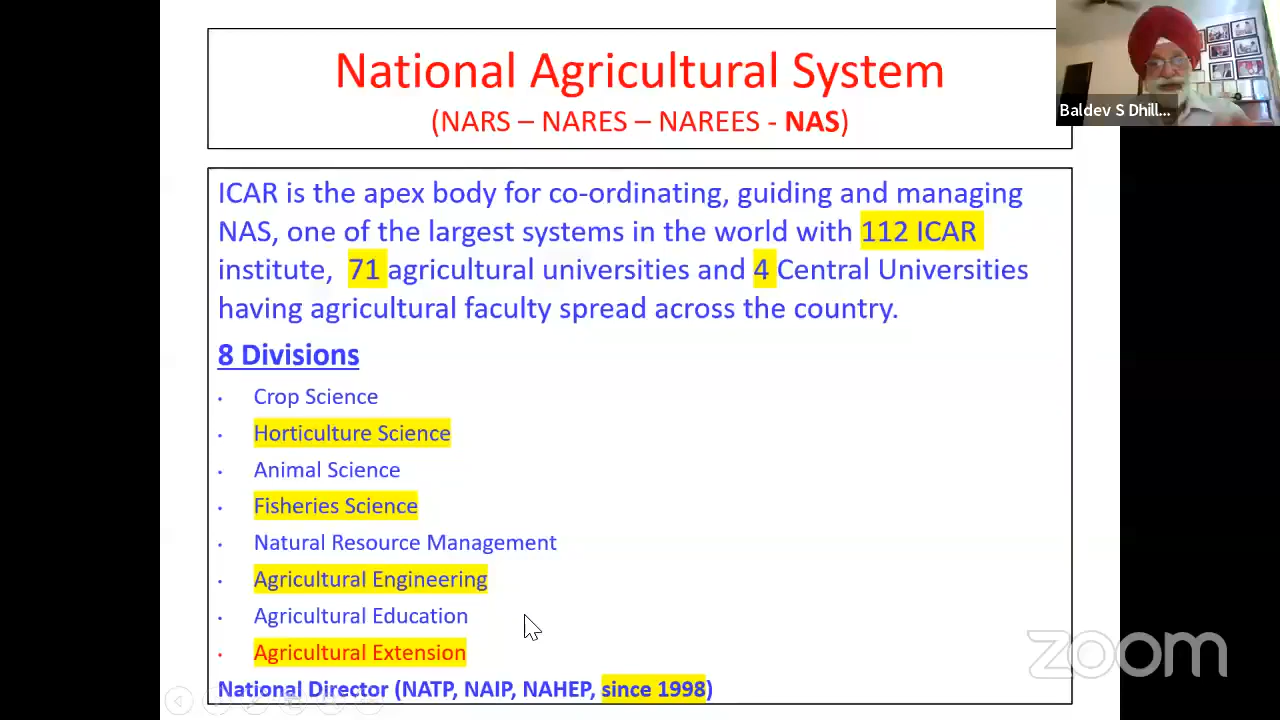 National Agricultural System
(NARS – NARES – NAREES - NAS)
Baldev S Dhill...
ICAR is the apex body for co-ordinating, guiding and managing
NAS, one of the largest systems in the world with 112 ICAR
institute, 71 agricultural universities and 4 Central Universities
having agricultural faculty spread across the country.
8 Divisions
• Crop Science
• Horticulture Science
• Animal Science
• Fisheries Science
• Natural Resource Management
• Agricultural Engineering
• Agricultural Education
• Agricultural Extension
National Director (NATP, NAIP, NAHEP, since 1998)
zoom